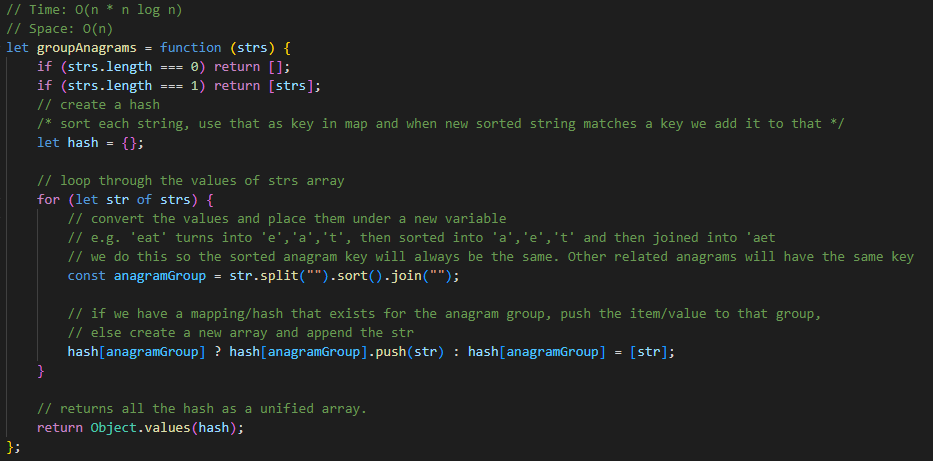 // Time: O(n * n log n)
// Space: O(n)
let groupAnagrams = function (strs) {
    if (strs.length === 0) return [];
    if (strs.length === 1) return [strs];
    // create a hash
    /* sort each string, use that as key in map and when new sorted string matches a key we add it to that */
    let hash = {};

    // loop through the values of strs array
    for (let str of strs) {
        // convert the values and place them under a new variable
        // e.g. 'eat' turns into 'e','a','t', then sorted into 'a','e','t' and then joined into 'aet
        // we do this so the sorted anagram key will always be the same. Other related anagrams will have the same key
        const anagramGroup = str.split("").sort().join("");

        // if we have a mapping/hash that exists for the anagram group, push the item/value to that group,
        // else create a new array and append the str
        hash[anagramGroup] ? hash[anagramGroup].push(str) : hash[anagramGroup] = [str];
    }

    // returns all the hash as a unified array.
    return Object.values(hash);
};